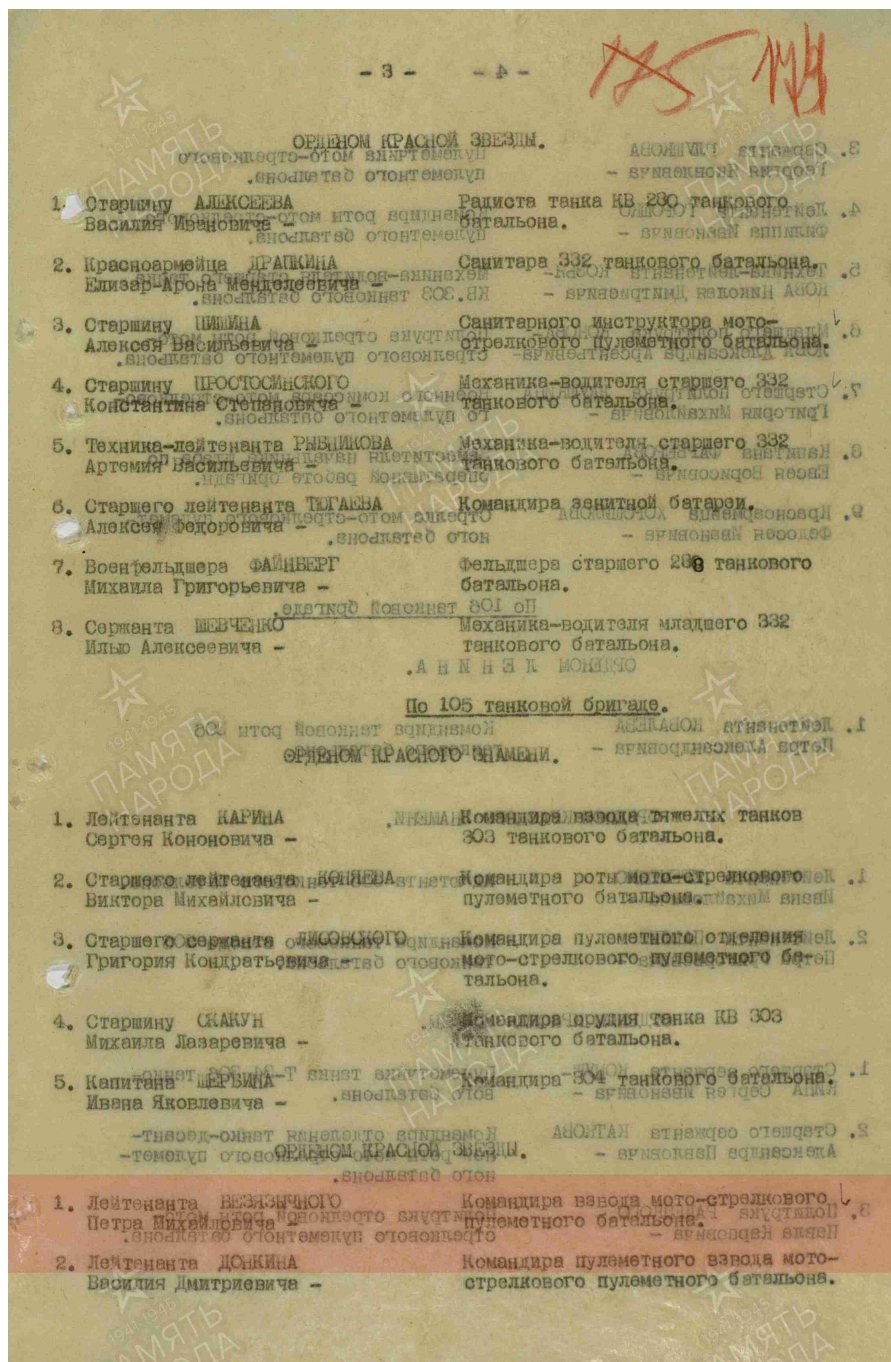 - 3 -
175 174
ОРДЕНОМ КРАСНОЙ ЗВЕЗДЫ.
1. Старшину АЛЕКСЕЕВА Радиста танка КВ 280 танкового
Василия Ивановича - батальона.
2. Красноармейца ДРАПКИНА Санитара 332 танкового батальона.
Елизар-Арона Менделеевича -
3. Старшину ШИШИНА Санитарного инструктора мото-
Алексея Васильевича - стрелкового пулеметного батальона.
4. Старшину ПРОСТОСИНСКОГО Механика-водителя старшего 332
Константина Степановича - танкового батальона.
5. Техника-лейтенанта РЫБНИКОВА Механика-водителя старшего 332
Артемия Васильевича - танкового батальона.
6. Старшего лейтенанта ТЮГАЕВА Командира зенитной батареи.
Алексея Федоровича -
7. Военфельдшера ФАЙНБЕРГ Фельдшера старшего 280 танкового
Михаила Григорьевича - батальона.
8. Сержанта ШЕВЧЕНКО Механика-водителя младшего 332
Илью Алексеевича - танкового батальона.
По 105 танковой бригаде.
ОРДЕНОМ КРАСНОГО ЗНАМЕНИ.
1. Лейтенанта КАРИНА Командира взвода тяжелых танков
Сергея Кононовича - 303 танкового батальона.
2. Старшего лейтенанта КОНЯЕВА Командира роты мото-стрелкового
Виктора Михайловича - пулеметного батальона.
3. Старшего сержанта ЛИСОВСКОГО Командира пулеметного отделения
Григория Кондратьевича - мото-стрелкового пулеметного ба-
тальона.
4. Старшину СКАКУН Командира орудия танка КВ 303
Михаила Лазаревича - танкового батальона.
5. Капитана ЩЕРБИНА Командира 304 танкового батальона.
Ивана Яковлевича -
ОРДЕНОМ КРАСНОЙ ЗВЕЗДЫ.
1. Лейтенанта БЕЗЯЗЫЧНОГО Командира взвода мото-стрелкового
Петра Михайловича - пулеметного батальона.
2. Лейтенанта ДОНКИНА Командира пулеметного взвода мото-
Василия Дмитриевича - стрелкового пулеметного батальона.